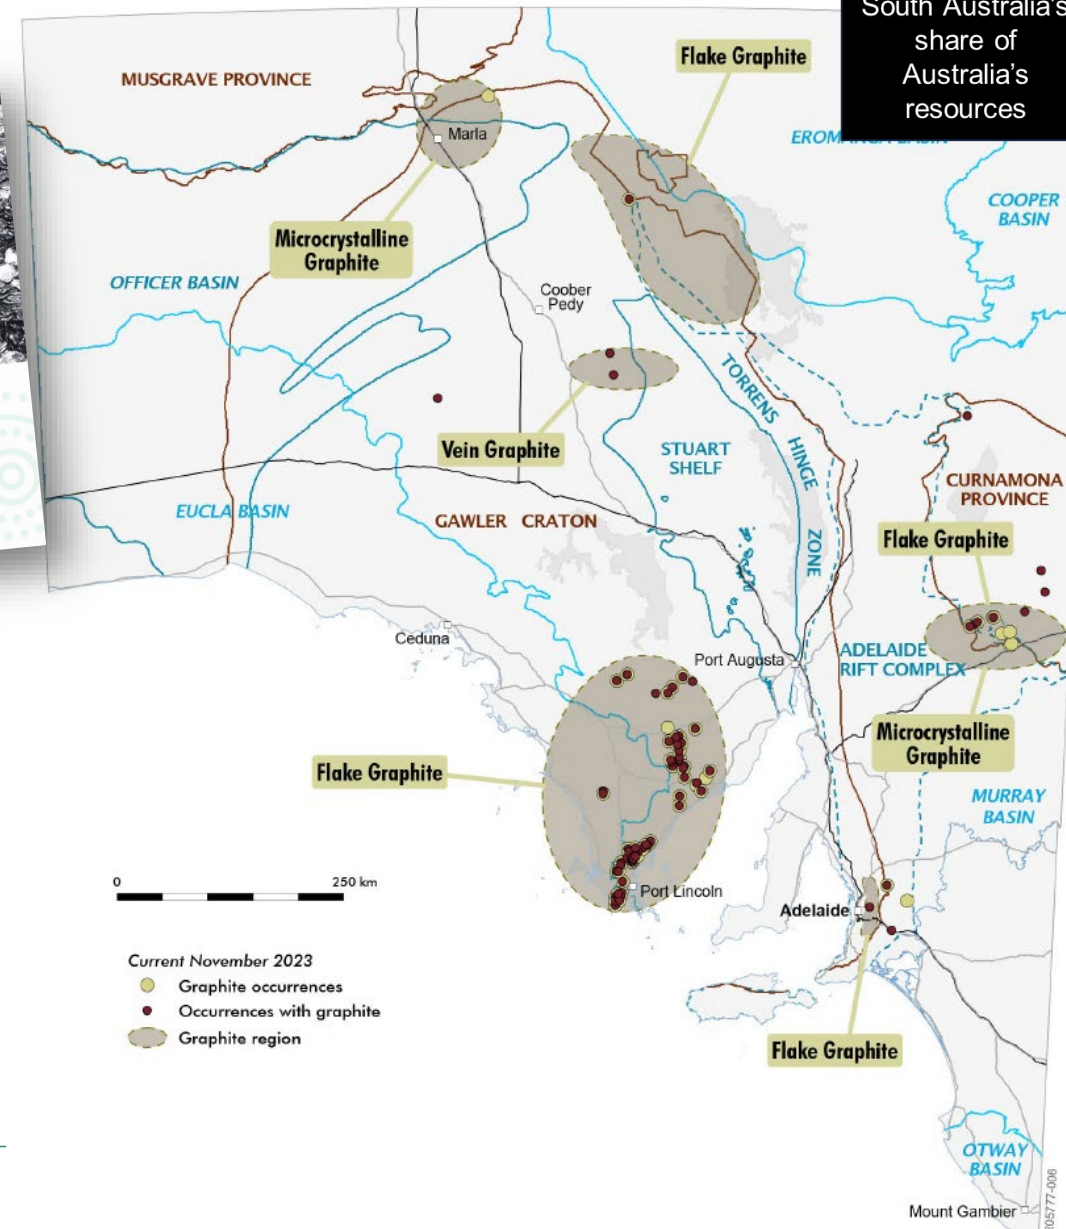 South Australia's
share of
Australia's
resources
Flake Graphite
MUSGRAVE PROVINCE
Marla
EROMANGA BASIN
COOPER
BASIN
Microcrystalline
Graphite
OFFICER BASIN
Coober
Pedy
TORRENS
HINGE
ZONE
Vein Graphite
STUART
SHELF
CURNAMONA
PROVINCE
EUCLA BASIN
GAWLER CRATON
Flake Graphite
Ceduna
Port Augusta
ADELAIDE
RIFT COMPLEX
Microcrystalline
Graphite
Flake Graphite
MURRAY
BASIN
0 250 km
Port Lincoln
Adelaide
Current November 2023
Graphite occurrences
Occurrences with graphite
Graphite region
Flake Graphite
OTWAY
BASIN
Mount Gambier